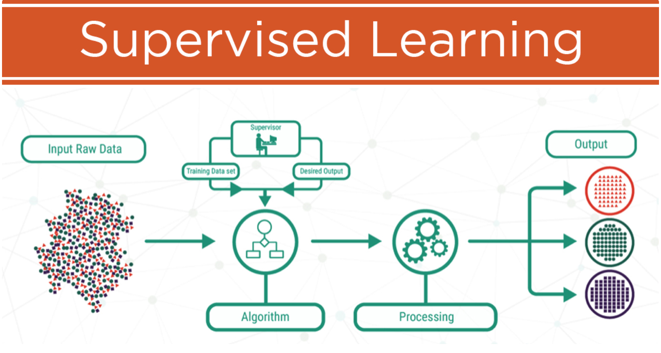 Supervised Learning
Input Raw Data
Supervisor
Training Data set
Desired Output
Algorithm
Processing
Output